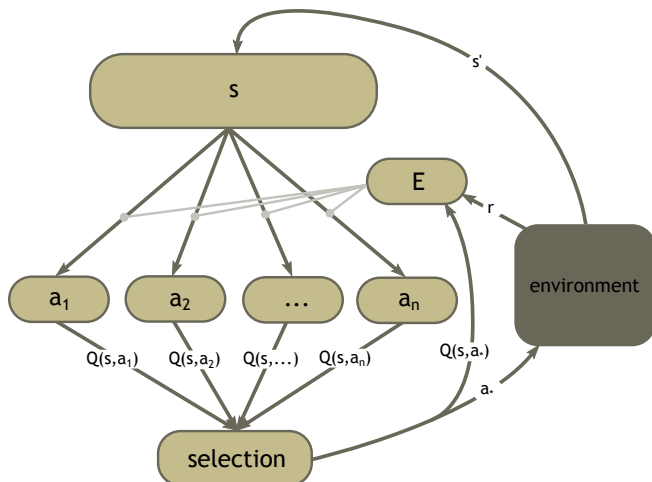 s'
s
E
r
environment
a₁
a₂
...
aₙ
Q(s,a₁)
Q(s,a₂)
Q(s,...)
Q(s,aₙ)
Q(s,a*)
a*
selection